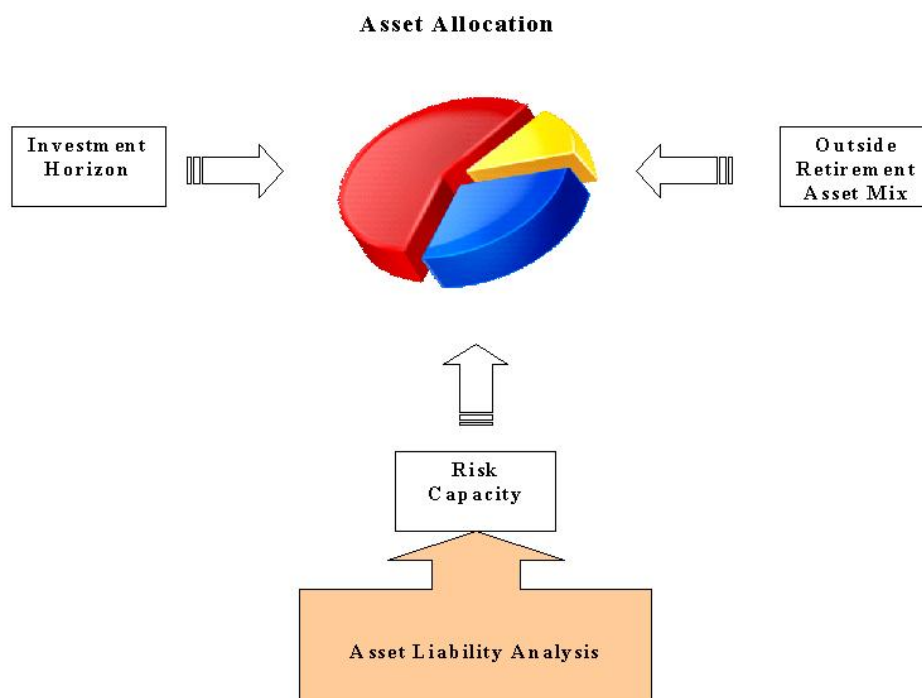 Asset Allocation
Investment
Horizon
Outside
Retirement
Asset Mix
Risk
Capacity
Asset Liability Analysis